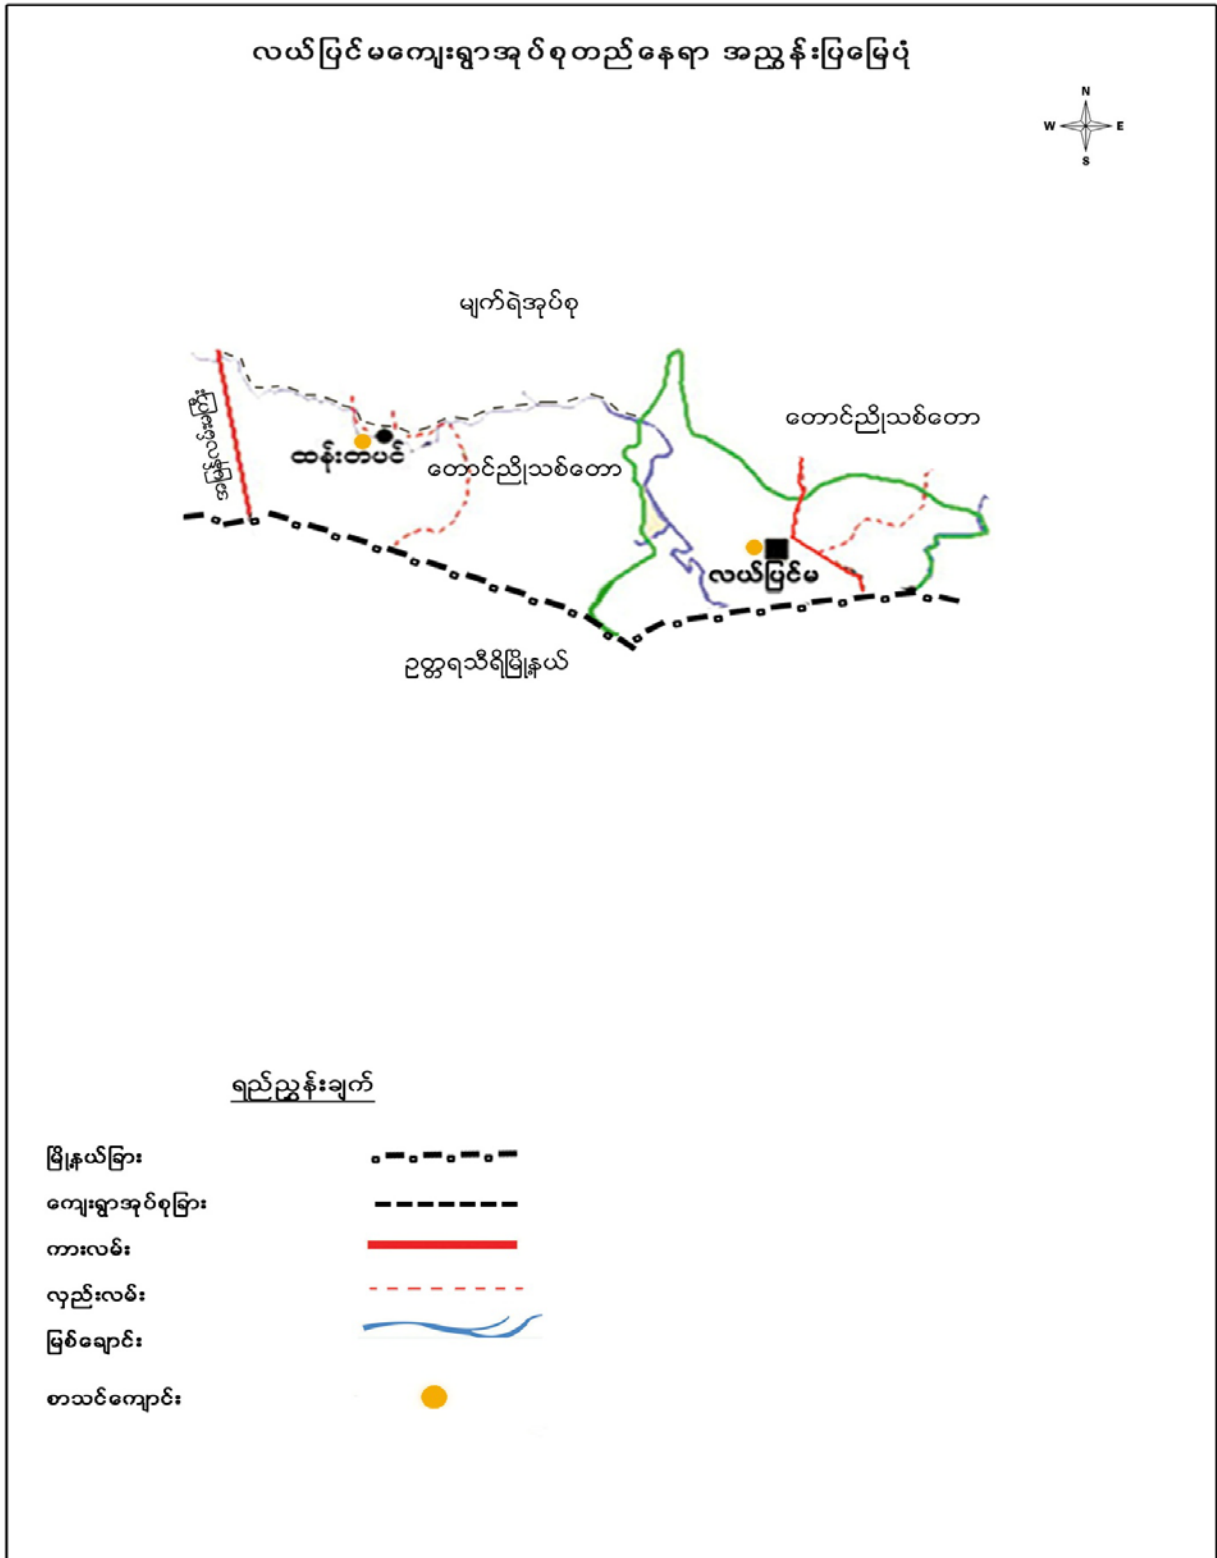 လယ်ပြင်မကျေးရွာအုပ်စုတည်နေရာ အညွှန်းပြမြေပုံ
N
W E
S
မျက်ရဲအုပ်စု
တောင်ညိုသစ်တော
ထန်းတပင်
တောင်ညိုသစ်တော
လယ်ပြင်မ
ဥတ္တရသီရိမြို့နယ်
ရည်ညွှန်းချက်
မြို့နယ်ခြား
ကျေးရွာအုပ်စုခြား
ကားလမ်း
လှည်းလမ်း
မြစ်ချောင်း
စာသင်ကျောင်း